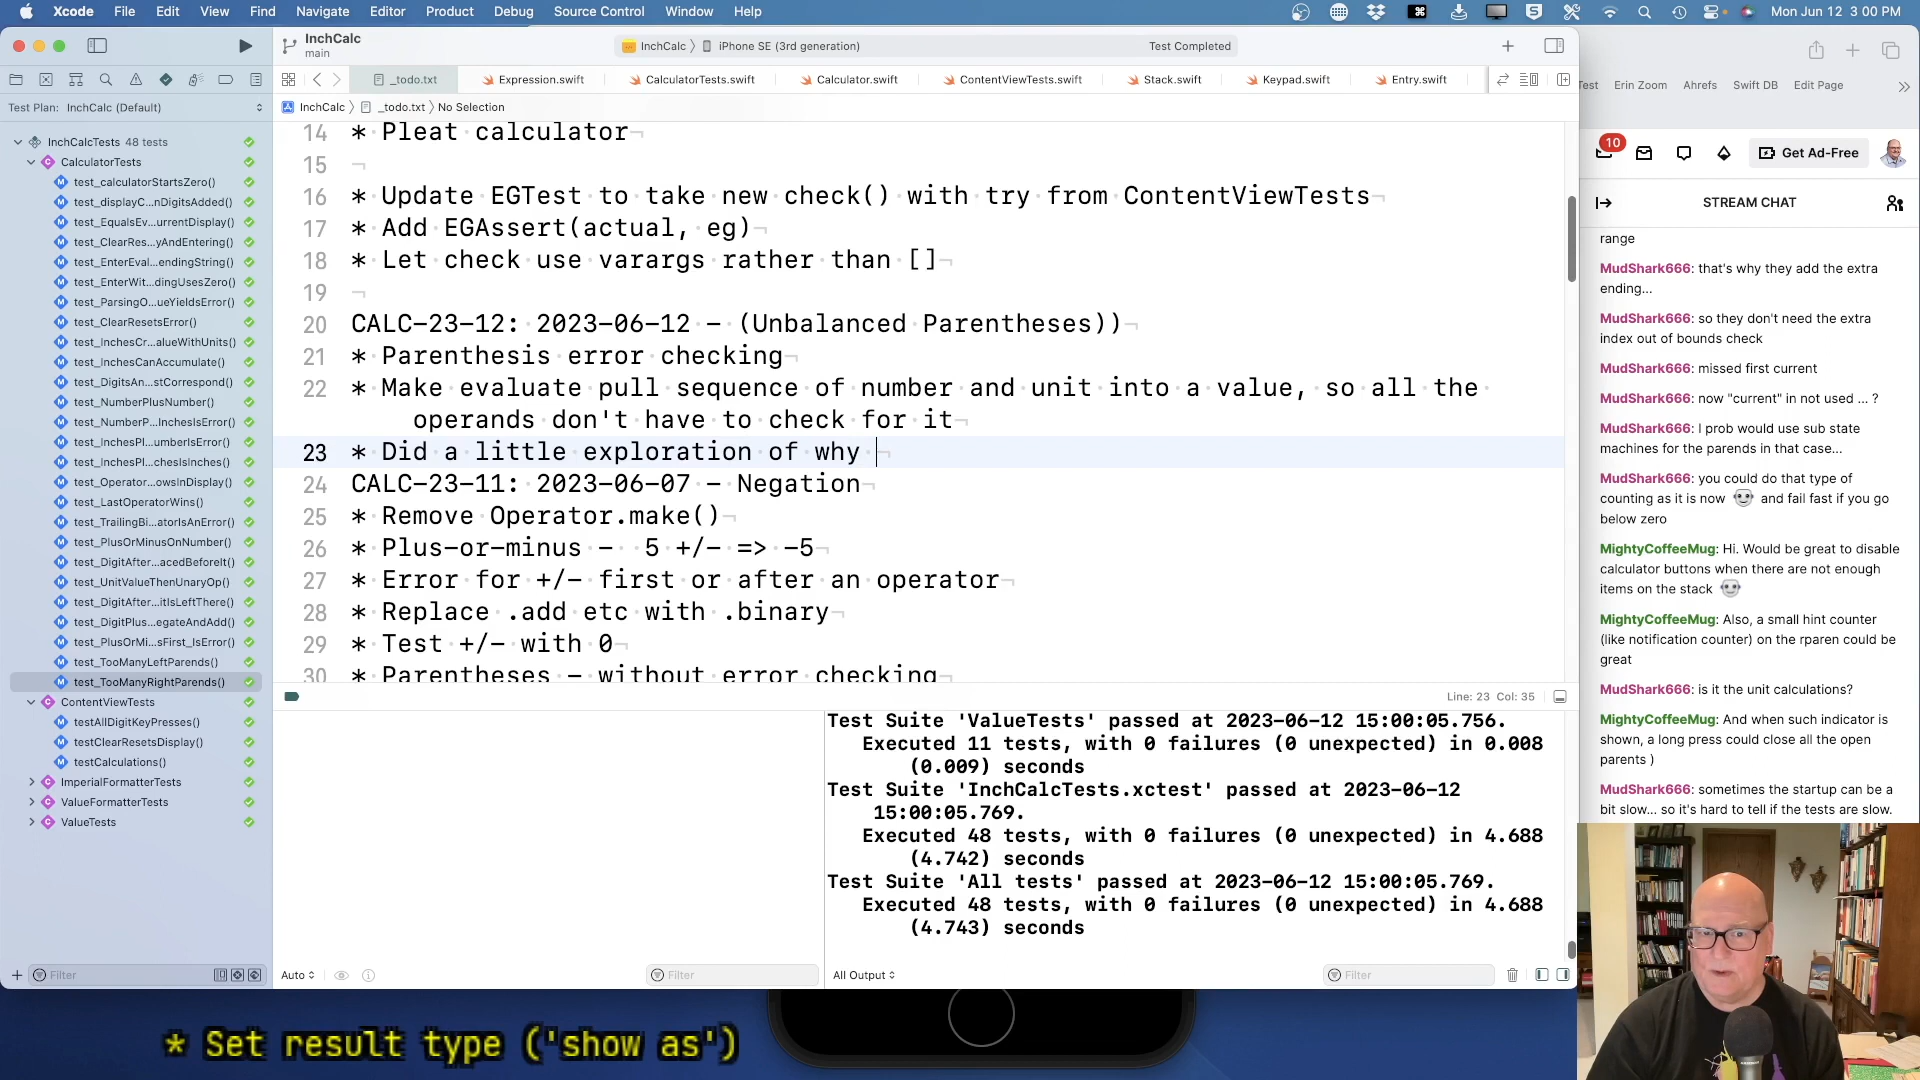 Xcode File Edit View Find Navigate Editor Product Debug Source Control Window Help Mon Jun 12 3:00 PM
InchCalc
main
InchCalc 〉 iPhone SE (3rd generation) Test Completed
_todo.txt Expression.swift CalculatorTests.swift Calculator.swift ContentViewTests.swift Stack.swift Keypad.swift Entry.swift
Test Plan: InchCalc (Default)
InchCalc 〉 _todo.txt 〉 No Selection
InchCalcTests 48 tests
CalculatorTests
test_calculatorStartsZero()
test_displayC...nDigitsAdded()
test_EqualsEv...urrentDisplay()
test_ClearRes...yAndEntering()
test_EnterEval...endingString()
test_EnterWit...dingUsesZero()
test_ParsingO...ueYieldsError()
test_ClearResetsError()
test_InchesCr...alueWithUnits()
test_InchesCanAccumulate()
test_DigitsAn...stCorrespond()
test_NumberPlusNumber()
test_NumberP...nchesIsError()
test_InchesPl...umberIsError()
test_InchesPl...chesIsInches()
test_Operator...owsInDisplay()
test_LastOperatorWins()
test_TrailingBi...atorIsAnError()
test_PlusOrMinusOnNumber()
test_DigitAfter...acedBeforeIt()
test_UnitValueThenUnaryOp()
test_DigitAfter...itIsLeftThere()
test_DigitPlus...egateAndAdd()
test_PlusOrMi...sFirst_IsError()
test_TooManyLeftParends()
test_TooManyRightParends()
ContentViewTests
testAllDigitKeyPresses()
testClearResetsDisplay()
testCalculations()
ImperialFormatterTests
ValueFormatterTests
ValueTests
Filter
14 * Pleat calculator
15
16 * Update EGTest to take new check() with try from ContentViewTests
17 * Add EGAssert(actual, eg)
18 * Let check use varargs rather than []
19
20 CALC-23-12: 2023-06-12 - (Unbalanced Parentheses))
21 * Parenthesis error checking
22 * Make evaluate pull sequence of number and unit into a value, so all the
operands don't have to check for it
23 * Did a little exploration of why
24 CALC-23-11: 2023-06-07 - Negation
25 * Remove Operator.make()
26 * Plus-or-minus - 5 +/- => -5
27 * Error for +/- first or after an operator
28 * Replace .add etc with .binary
29 * Test +/- with 0
30 * Parentheses - without error checking
Line: 23 Col: 35
Test Suite 'ValueTests' passed at 2023-06-12 15:00:05.756.
Executed 11 tests, with 0 failures (0 unexpected) in 0.008
(0.009) seconds
Test Suite 'InchCalcTests.xctest' passed at 2023-06-12
15:00:05.769.
Executed 48 tests, with 0 failures (0 unexpected) in 4.688
(4.742) seconds
Test Suite 'All tests' passed at 2023-06-12 15:00:05.769.
Executed 48 tests, with 0 failures (0 unexpected) in 4.688
(4.743) seconds
Auto Filter All Output Filter
* Set result type ('show as')
Test Erin Zoom Ahrefs Swift DB Edit Page
10 Get Ad-Free
STREAM CHAT
range
MudShark666: that's why they add the extra
ending...
MudShark666: so they don't need the extra
index out of bounds check
MudShark666: missed first current
MudShark666: now "current" in not used ... ?
MudShark666: I prob would use sub state
machines for the parends in that case...
MudShark666: you could do that type of
counting as it is now and fail fast if you go
below zero
MightyCoffeeMug: Hi. Would be great to disable
calculator buttons when there are not enough
items on the stack
MightyCoffeeMug: Also, a small hint counter
(like notification counter) on the rparen could be
great
MudShark666: is it the unit calculations?
MightyCoffeeMug: And when such indicator is
shown, a long press could close all the open
parents )
MudShark666: sometimes the startup can be a
bit slow... so it's hard to tell if the tests are slow.